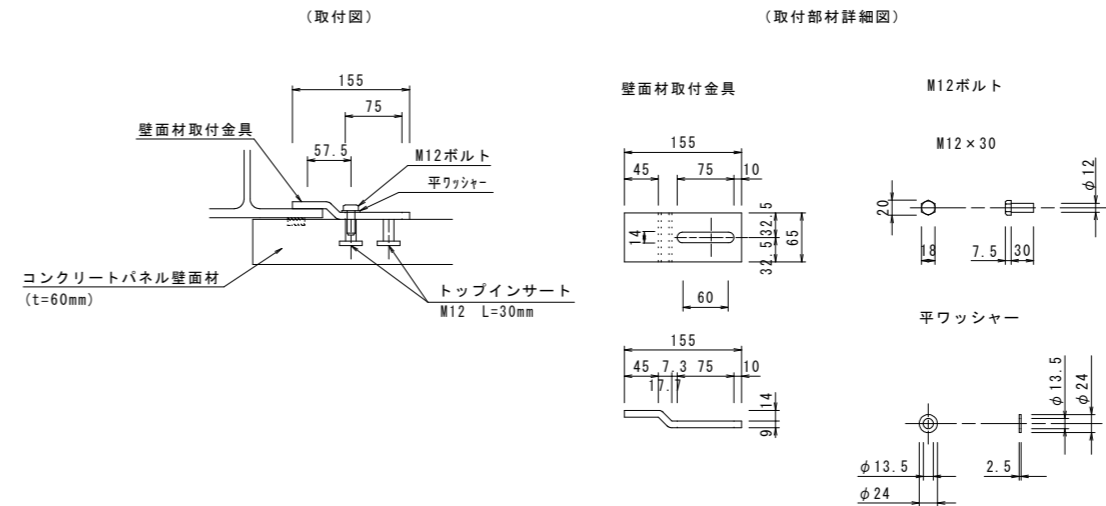 (取付図)
155
75
壁面材取付金具
57.5
M12ボルト
平ワッシャー
コンクリートパネル壁面材
(t=60mm)
トップインサート
M12 L=30mm
(取付部材詳細図)
壁面材取付金具
155
45
75
10
14
32.5
32.5
65
60
155
45
7.3
75
10
17.7
14
9
M12ボルト
M12×30
φ12
20
18
7.5
30
平ワッシャー
φ13.5
φ24
φ13.5
2.5
φ24